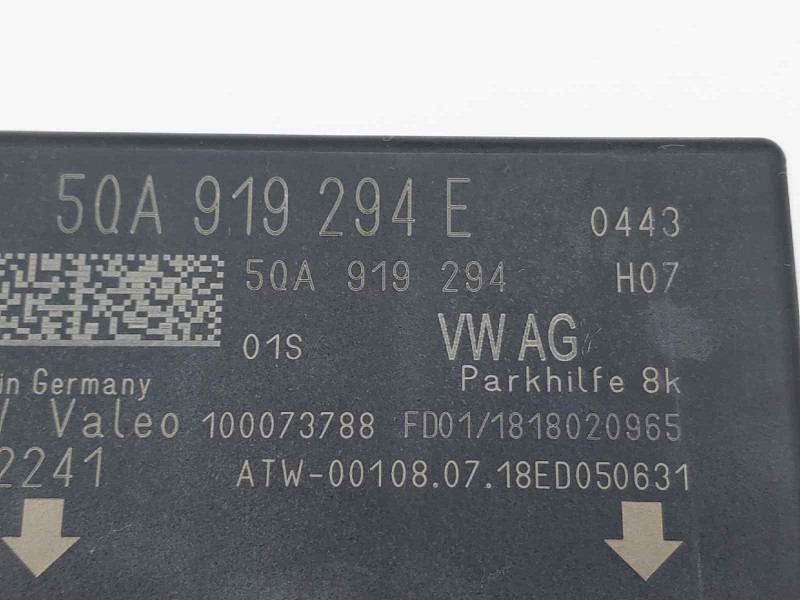 5QA 919 294 E 0443
5QA 919 294 H07
01S VW AG
in Germany Parkhilfe 8k
Valeo 100073788 FD01/1818020965
2241 ATW-00108.07.18ED050631